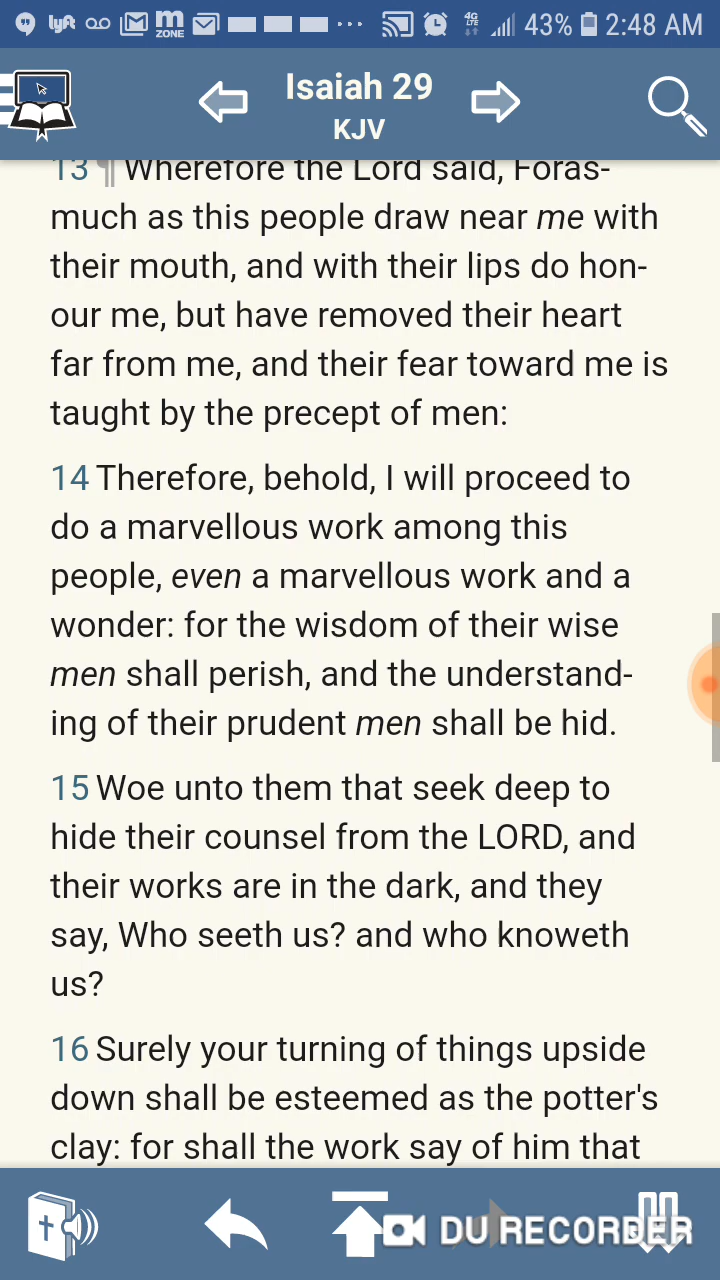 lyft M m ZONE 4G LTE 43% 2:48 AM
Isaiah 29
KJV
13 ¶ Wherefore the Lord said, Foras-
much as this people draw near me with
their mouth, and with their lips do hon-
our me, but have removed their heart
far from me, and their fear toward me is
taught by the precept of men:
14 Therefore, behold, I will proceed to
do a marvellous work among this
people, even a marvellous work and a
wonder: for the wisdom of their wise
men shall perish, and the understand-
ing of their prudent men shall be hid.
15 Woe unto them that seek deep to
hide their counsel from the LORD, and
their works are in the dark, and they
say, Who seeth us? and who knoweth
us?
16 Surely your turning of things upside
down shall be esteemed as the potter's
clay: for shall the work say of him that
DU RECORDER